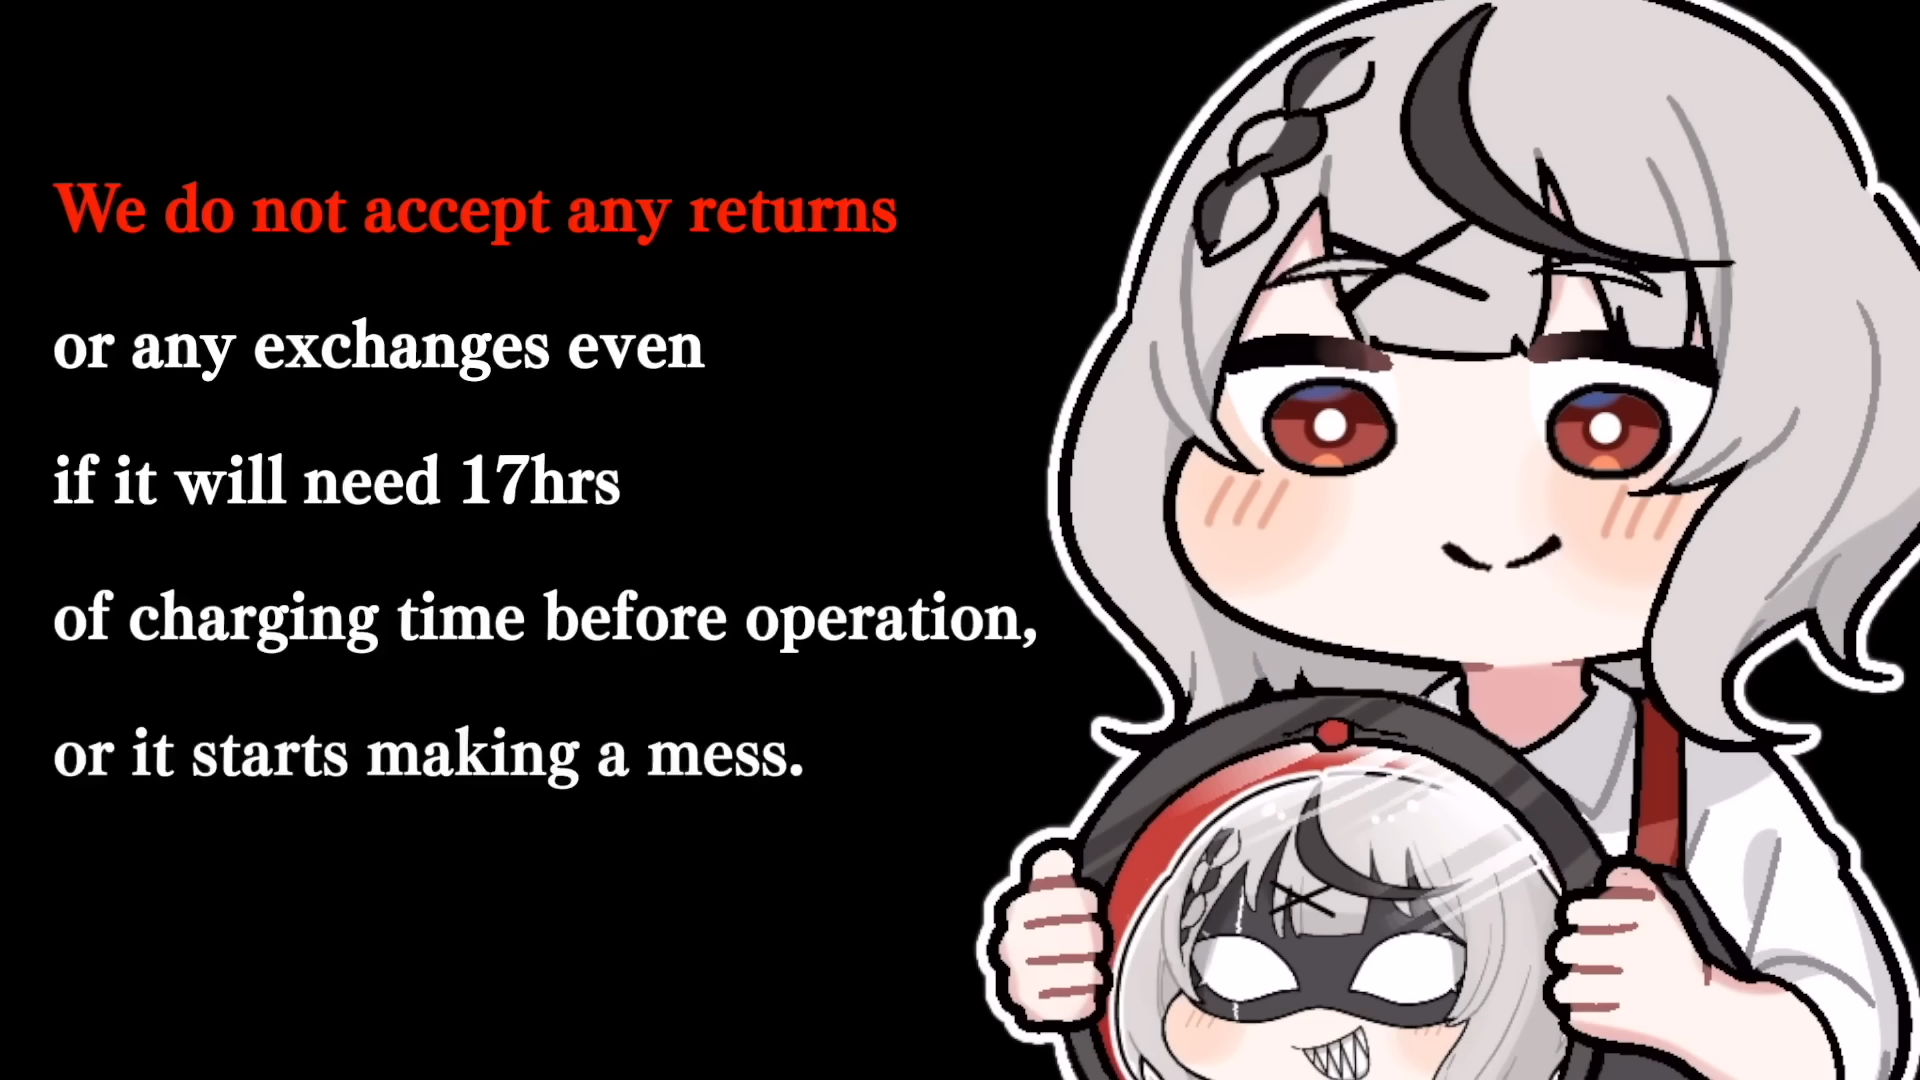 We do not accept any returns
or any exchanges even
if it will need 17hrs
of charging time before operation,
or it starts making a mess.